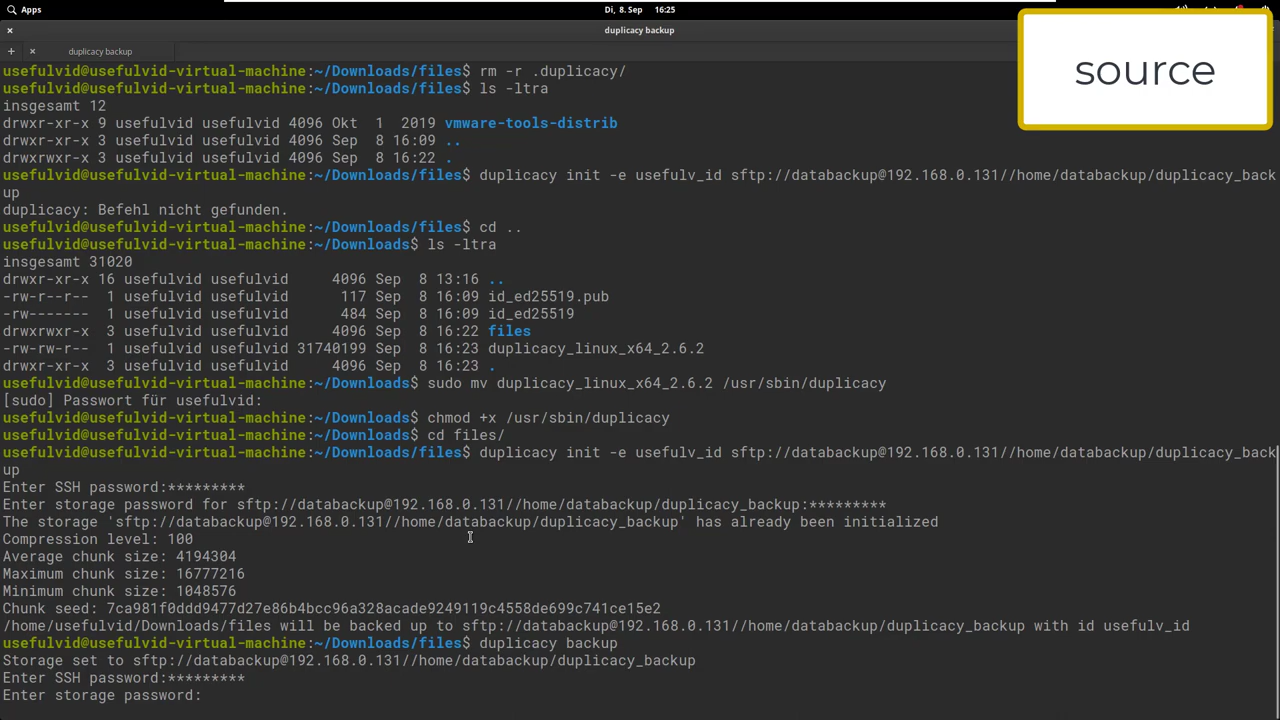 Apps
Di, 8. Sep 16:25
duplicacy backup
duplicacy backup
source
usefulvid@usefulvid-virtual-machine:~/Downloads/files$ rm -r .duplicacy/
usefulvid@usefulvid-virtual-machine:~/Downloads/files$ ls -ltra
insgesamt 12
drwxr-xr-x 9 usefulvid usefulvid 4096 Okt  1  2019 vmware-tools-distrib
drwxr-xr-x 3 usefulvid usefulvid 4096 Sep  8 16:09 ..
drwxrwxr-x 3 usefulvid usefulvid 4096 Sep  8 16:22 .
usefulvid@usefulvid-virtual-machine:~/Downloads/files$ duplicacy init -e usefulv_id sftp://databackup@192.168.0.131//home/databackup/duplicacy_back
up
duplicacy: Befehl nicht gefunden.
usefulvid@usefulvid-virtual-machine:~/Downloads/files$ cd ..
usefulvid@usefulvid-virtual-machine:~/Downloads$ ls -ltra
insgesamt 31020
drwxr-xr-x 16 usefulvid usefulvid     4096 Sep  8 13:16 ..
-rw-r--r--  1 usefulvid usefulvid      117 Sep  8 16:09 id_ed25519.pub
-rw-------  1 usefulvid usefulvid      484 Sep  8 16:09 id_ed25519
drwxrwxr-x  3 usefulvid usefulvid     4096 Sep  8 16:22 files
-rw-rw-r--  1 usefulvid usefulvid 31740199 Sep  8 16:23 duplicacy_linux_x64_2.6.2
drwxr-xr-x  3 usefulvid usefulvid     4096 Sep  8 16:23 .
usefulvid@usefulvid-virtual-machine:~/Downloads$ sudo mv duplicacy_linux_x64_2.6.2 /usr/sbin/duplicacy
[sudo] Passwort für usefulvid:
usefulvid@usefulvid-virtual-machine:~/Downloads$ chmod +x /usr/sbin/duplicacy
usefulvid@usefulvid-virtual-machine:~/Downloads$ cd files/
usefulvid@usefulvid-virtual-machine:~/Downloads/files$ duplicacy init -e usefulv_id sftp://databackup@192.168.0.131//home/databackup/duplicacy_back
up
Enter SSH password:*********
Enter storage password for sftp://databackup@192.168.0.131//home/databackup/duplicacy_backup:*********
The storage 'sftp://databackup@192.168.0.131//home/databackup/duplicacy_backup' has already been initialized
Compression level: 100
Average chunk size: 4194304
Maximum chunk size: 16777216
Minimum chunk size: 1048576
Chunk seed: 7ca981f0ddd9477d27e86b4bcc96a328acade9249119c4558de699c741ce15e2
/home/usefulvid/Downloads/files will be backed up to sftp://databackup@192.168.0.131//home/databackup/duplicacy_backup with id usefulv_id
usefulvid@usefulvid-virtual-machine:~/Downloads/files$ duplicacy backup
Storage set to sftp://databackup@192.168.0.131//home/databackup/duplicacy_backup
Enter SSH password:*********
Enter storage password: